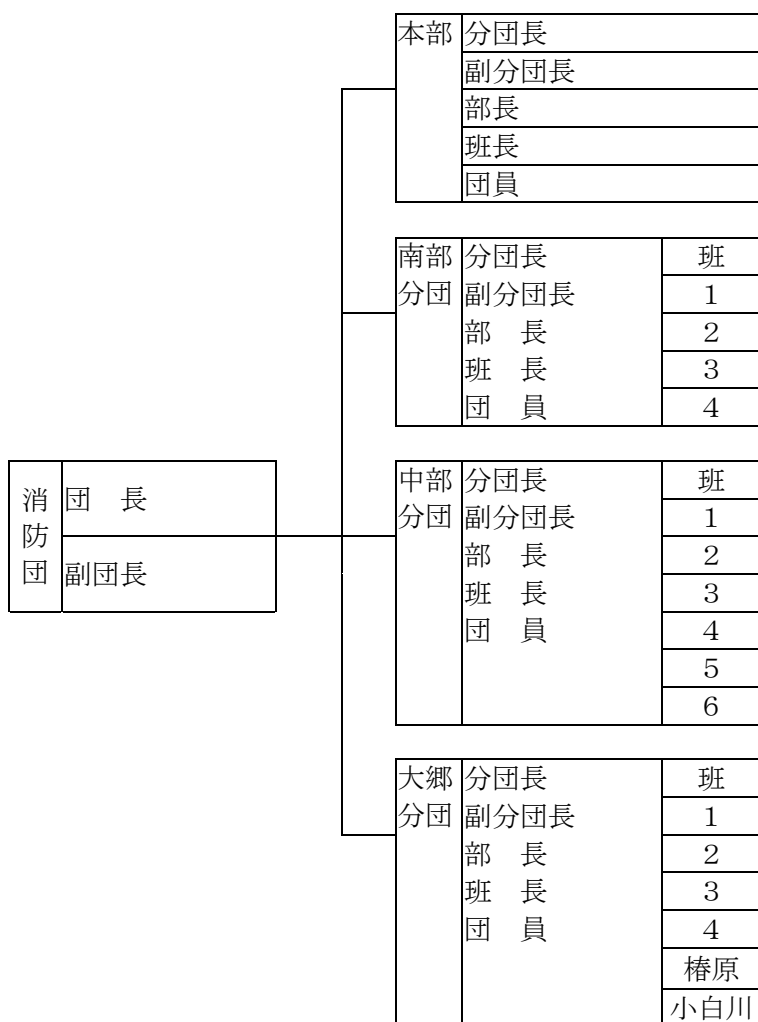 本部 分団長
副分団長
部長
班長
団員
南部 分団長 班
分団 副分団長 1
部　長 2
班　長 3
団　員 4
消防団
団　長
副団長
中部 分団長 班
分団 副分団長 1
部　長 2
班　長 3
団　員 4
5
6
大郷 分団長 班
分団 副分団長 1
部　長 2
班　長 3
団　員 4
椿原
小白川